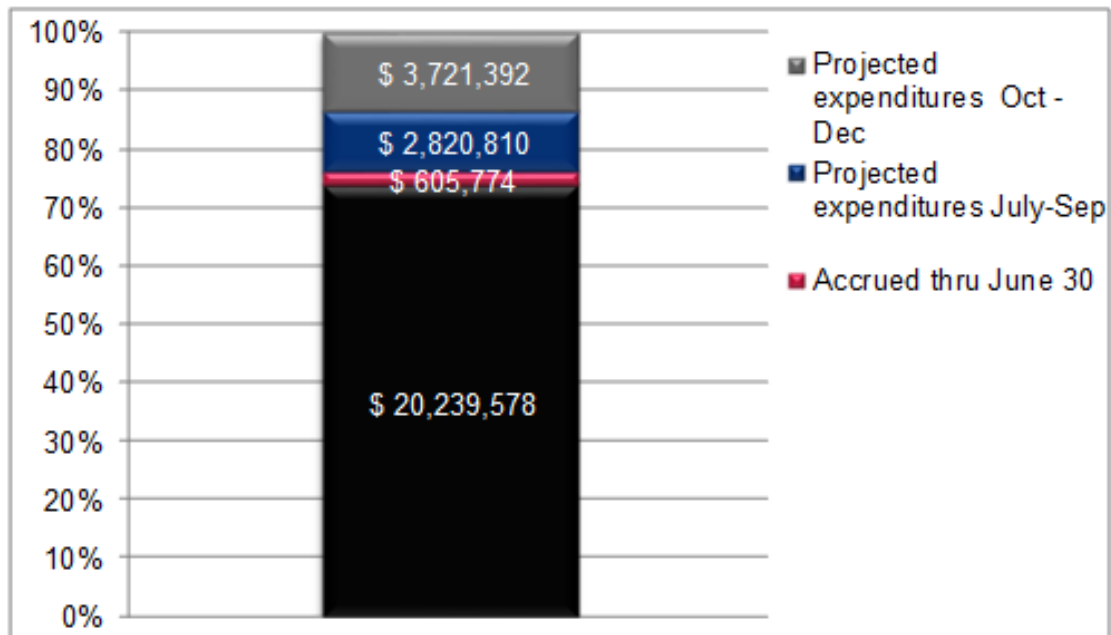 100%
90%
80%
70%
60%
50%
40%
30%
20%
10%
0%
$ 3,721,392
$ 2,820,810
$ 605,774
$ 20,239,578
Projected
expenditures Oct -
Dec
Projected
expenditures July-Sep
Accrued thru June 30